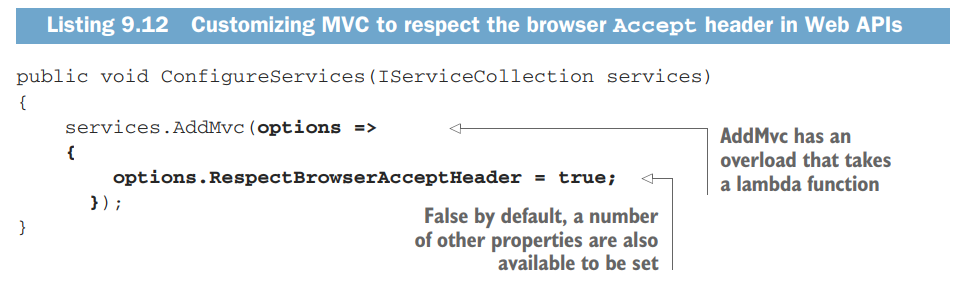 Listing 9.12 Customizing MVC to respect the browser Accept header in Web APIs
public void ConfigureServices(IServiceCollection services)
{
services.AddMvc(options =>
{
options.RespectBrowserAcceptHeader = true;
});
}
AddMvc has an
overload that takes
a lambda function
False by default, a number
of other properties are also
available to be set